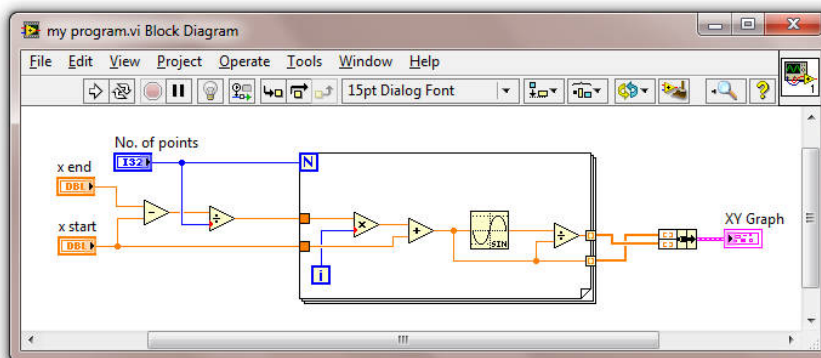 my program.vi Block Diagram
File Edit View Project Operate Tools Window Help
15pt Dialog Font
1
No. of points
I32
N
x end
DBL
x start
DBL
i
SIN
XY Graph